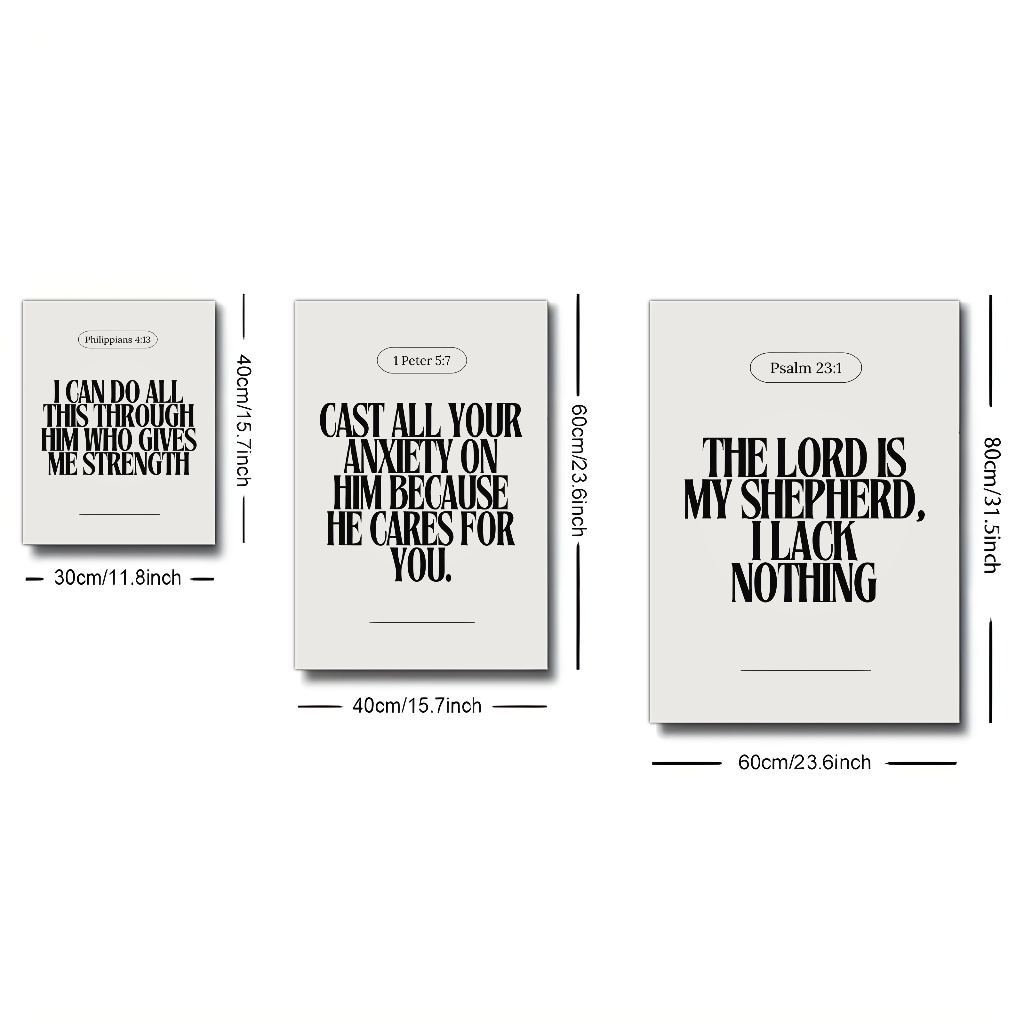 Philippians 4:13
I CAN DO ALL
THIS THROUGH
HIM WHO GIVES
ME STRENGTH
40cm/15.7inch
30cm/11.8inch
1 Peter 5:7
CAST ALL YOUR
ANXIETY ON
HIM BECAUSE
HE CARES FOR
YOU.
60cm/23.6inch
40cm/15.7inch
Psalm 23:1
THE LORD IS
MY SHEPHERD,
I LACK
NOTHING
80cm/31.5inch
60cm/23.6inch